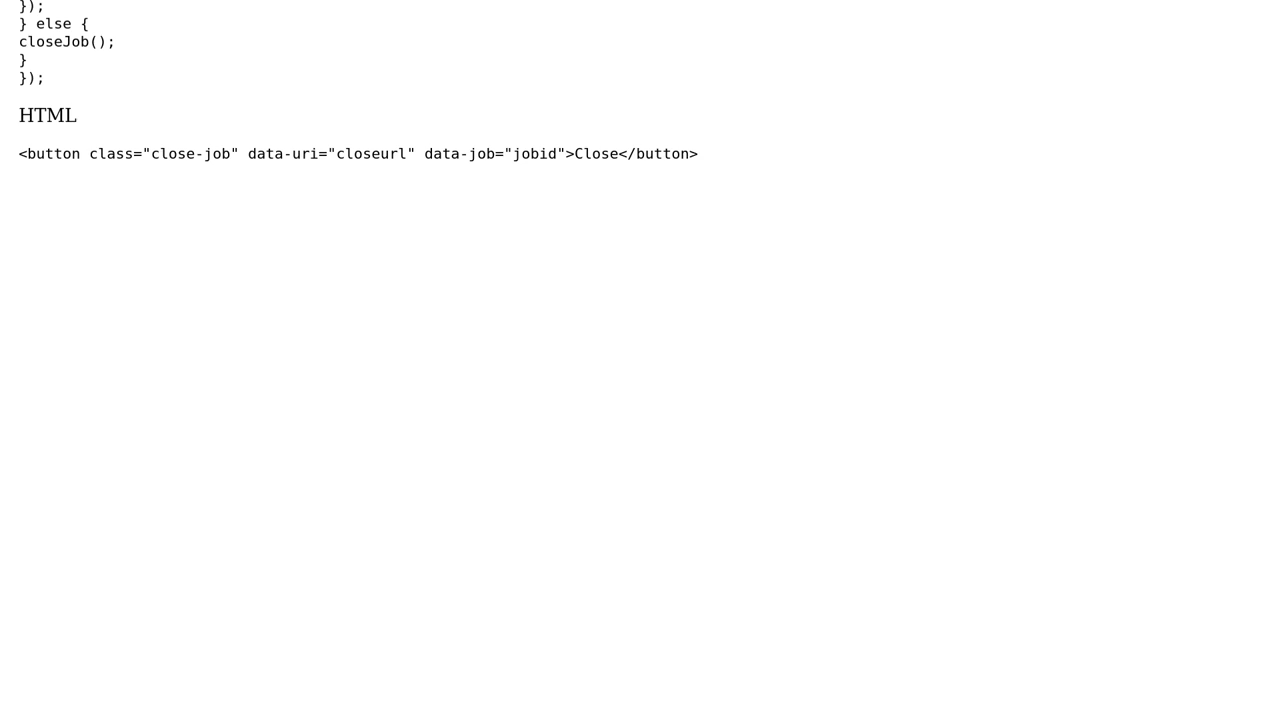 });
} else {
closeJob();
}
});
HTML
<button class="close-job" data-uri="closeurl" data-job="jobid">Close</button>